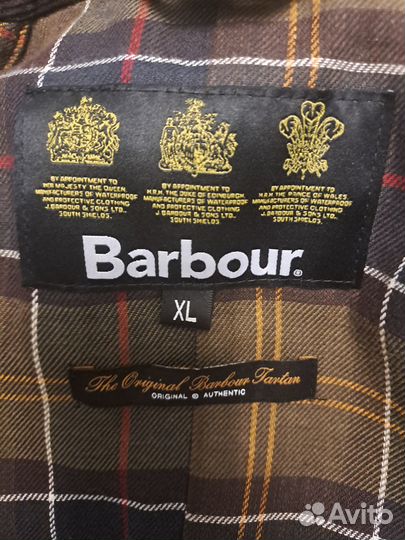 BY APPOINTMENT TO
HER MAJESTY THE QUEEN
MANUFACTURERS OF WATERPROOF
AND PROTECTIVE CLOTHING
J. BARBOUR & SONS LTD.,
SOUTH SHIELDS.
BY APPOINTMENT TO
H.R.H. THE DUKE OF EDINBURGH
MANUFACTURERS OF WATERPROOF
AND PROTECTIVE CLOTHING
J. BARBOUR & SONS LTD.,
SOUTH SHIELDS.
BY APPOINTMENT TO
H.R.H. THE PRINCE OF WALES
MANUFACTURERS OF WATERPROOF
AND PROTECTIVE CLOTHING
J. BARBOUR & SONS LTD.,
SOUTH SHIELDS.
Barbour®
XL
The Original Barbour Tartan
ORIGINAL © AUTHENTIC
Avito